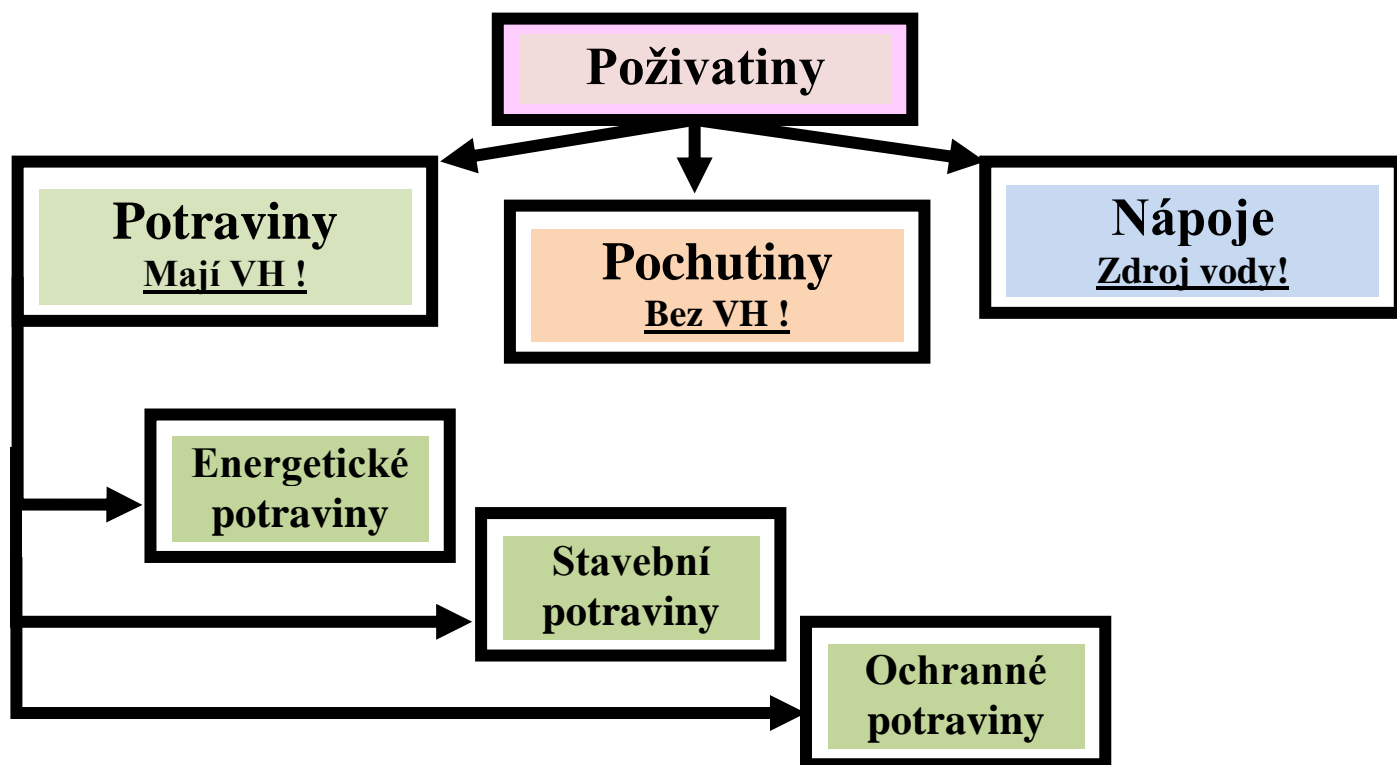 Poživatiny
Potraviny
Mají VH !
Pochutiny
Bez VH !
Nápoje
Zdroj vody!
Energetické
potraviny
Stavební
potraviny
Ochranné
potraviny